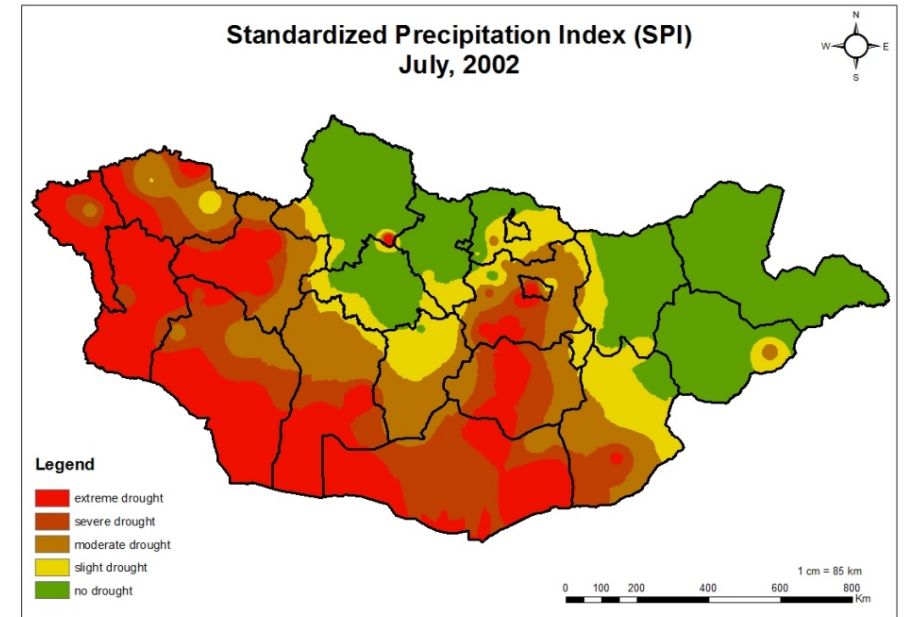 Standardized Precipitation Index (SPI)
July, 2002
N
W E
S
Legend
extreme drought
severe drought
moderate drought
slight drought
no drought
1 cm = 85 km
0 100 200 400 600 800
Km